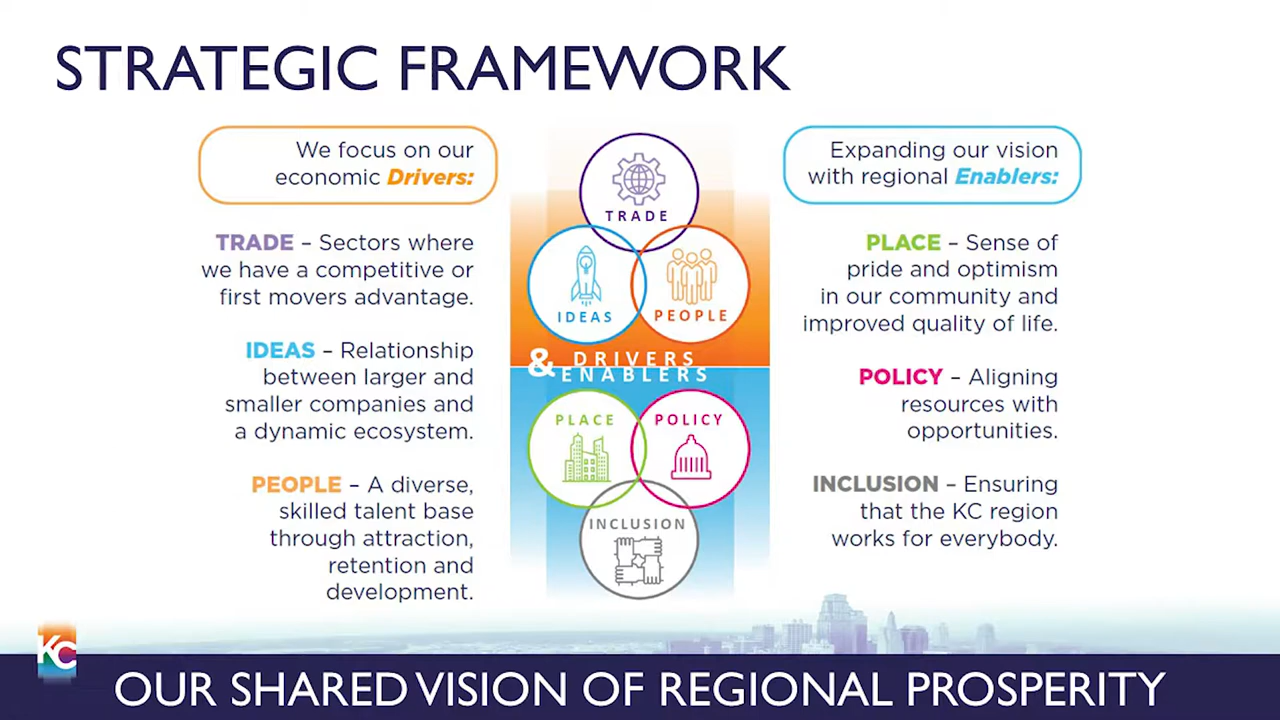 STRATEGIC FRAMEWORK
We focus on our
economic Drivers:
TRADE – Sectors where
we have a competitive or
first movers advantage.
IDEAS – Relationship
between larger and
smaller companies and
a dynamic ecosystem.
PEOPLE – A diverse,
skilled talent base
through attraction,
retention and
development.
TRADE
IDEAS
PEOPLE
& DRIVERS
ENABLERS
PLACE
POLICY
INCLUSION
Expanding our vision
with regional Enablers:
PLACE – Sense of
pride and optimism
in our community and
improved quality of life.
POLICY – Aligning
resources with
opportunities.
INCLUSION – Ensuring
that the KC region
works for everybody.
KC
OUR SHARED VISION OF REGIONAL PROSPERITY